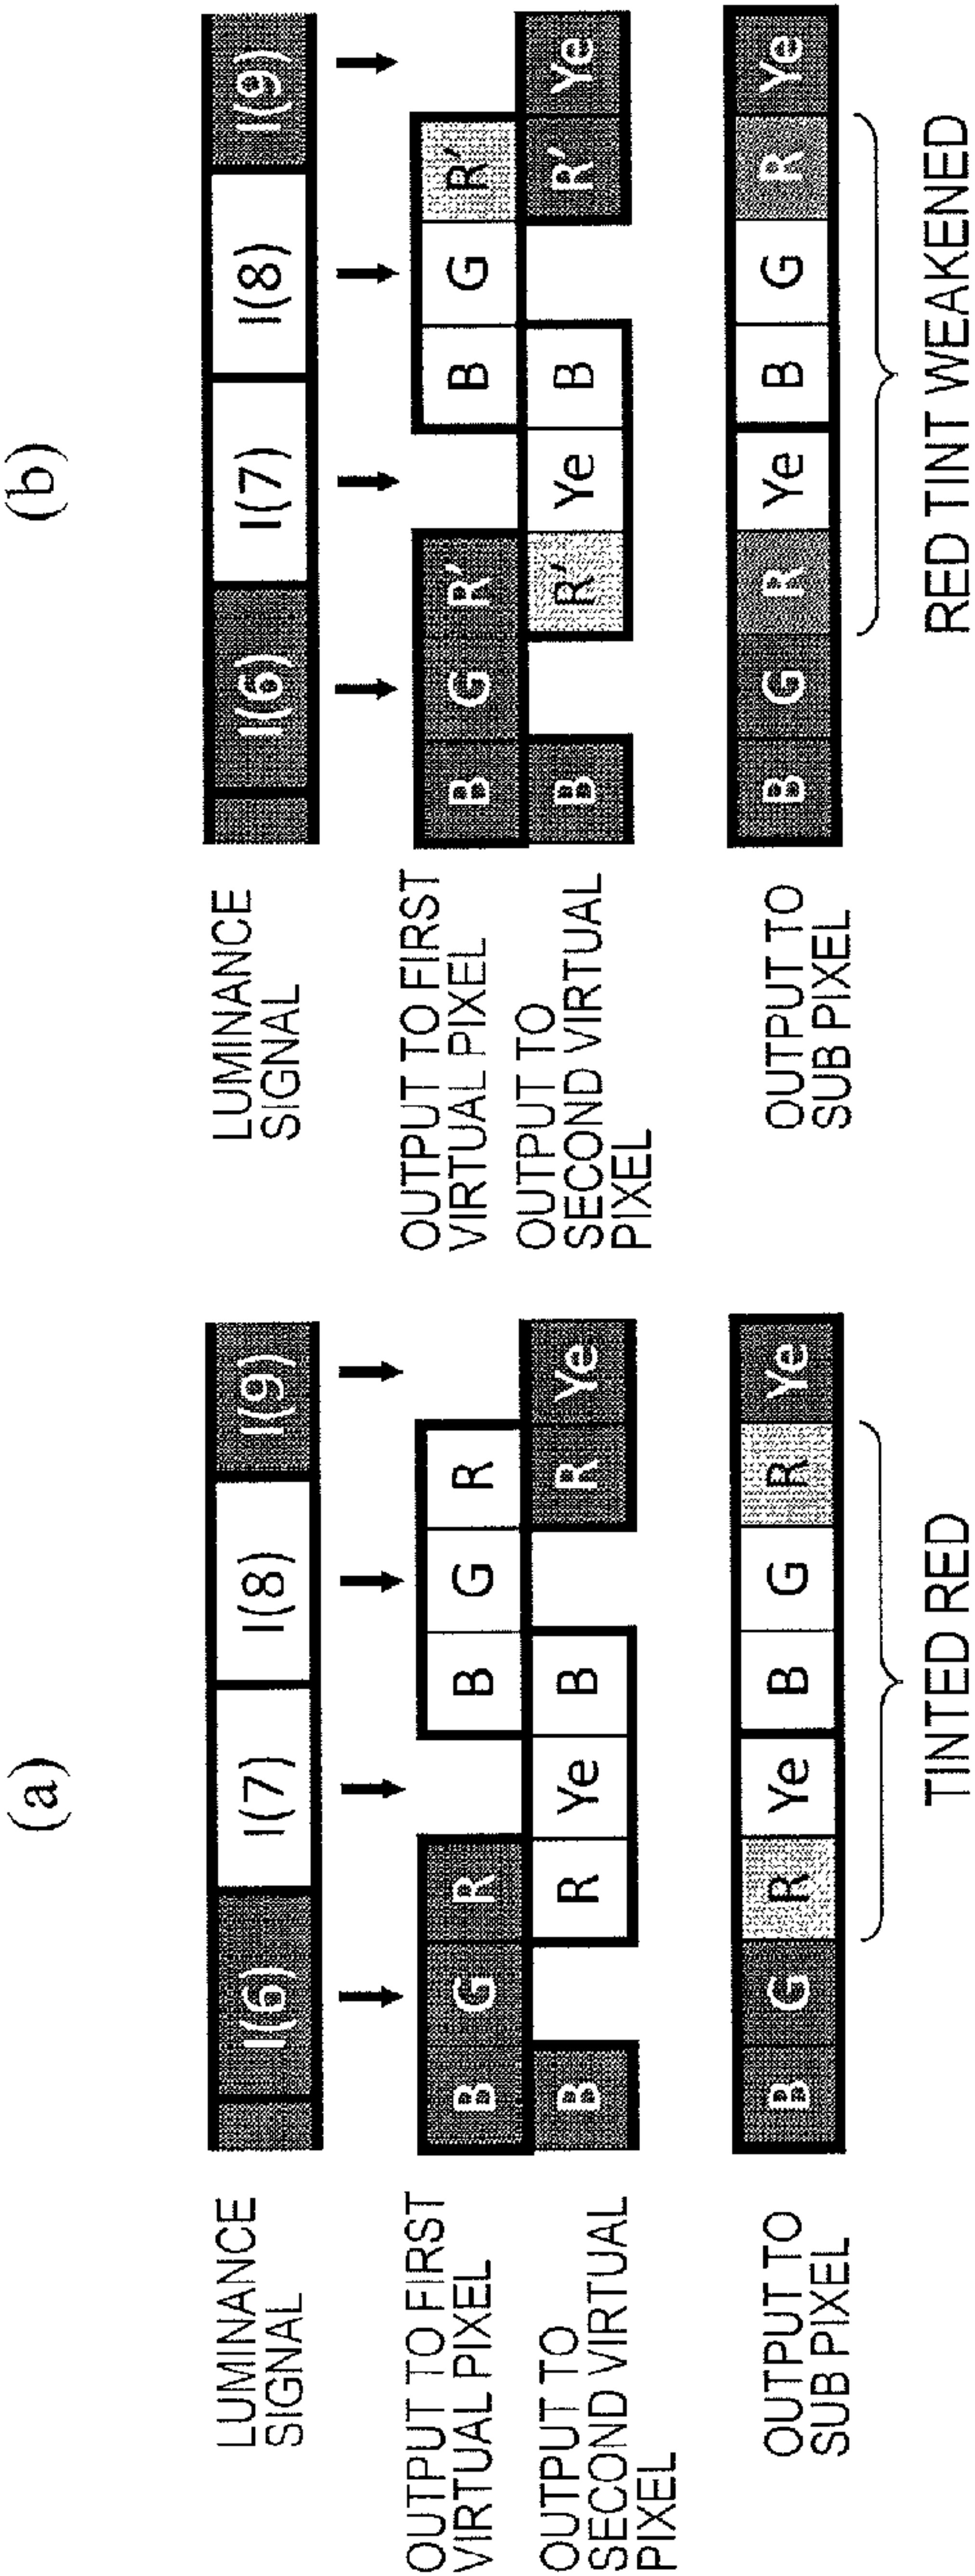 (a)
LUMINANCE
SIGNAL
I(6) I(7) I(8) I(9)
OUTPUT TO FIRST
VIRTUAL PIXEL
B G R B G R
OUTPUT TO
SECOND VIRTUAL
PIXEL
B R Ye B R Ye
OUTPUT TO
SUB PIXEL
B G R Ye B G R Ye
TINTED RED
(b)
LUMINANCE
SIGNAL
I(6) I(7) I(8) I(9)
OUTPUT TO FIRST
VIRTUAL PIXEL
B G R' B G R'
OUTPUT TO
SECOND VIRTUAL
PIXEL
B R' Ye B R' Ye
OUTPUT TO
SUB PIXEL
B G R Ye B G R Ye
RED TINT WEAKENED